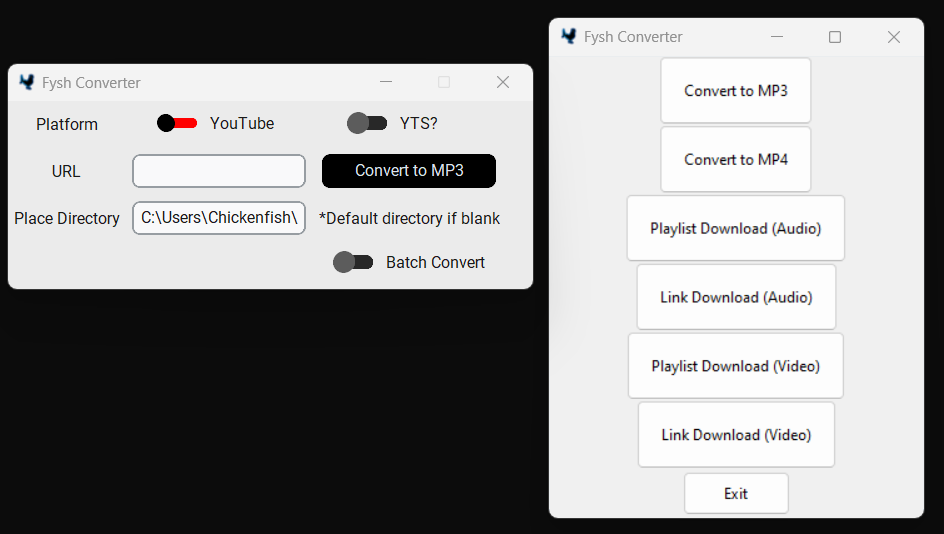 Fysh Converter
Platform
YouTube
YTS?
URL
Convert to MP3
Place Directory
C:\Users\Chickenfish\
*Default directory if blank
Batch Convert
Fysh Converter
Convert to MP3
Convert to MP4
Playlist Download (Audio)
Link Download (Audio)
Playlist Download (Video)
Link Download (Video)
Exit